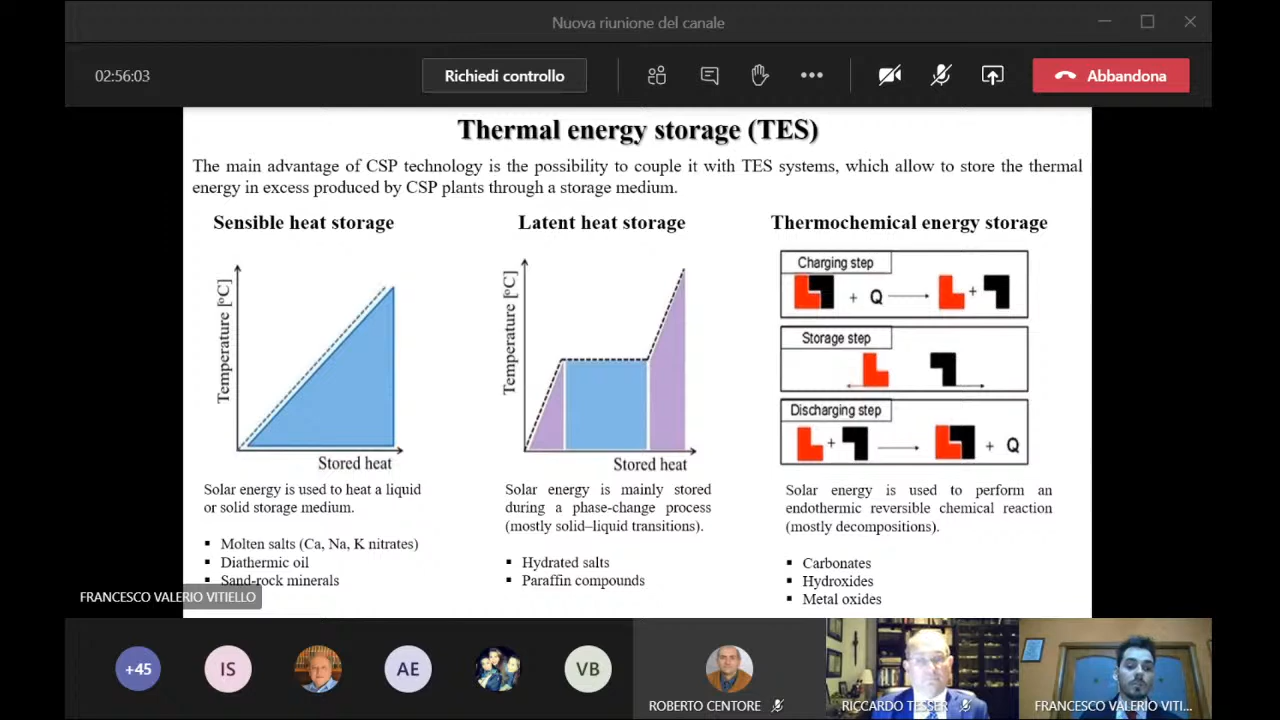 Nuova riunione del canale
02:56:03
Richiedi controllo
Abbandona
Thermal energy storage (TES)
The main advantage of CSP technology is the possibility to couple it with TES systems, which allow to store the thermal
energy in excess produced by CSP plants through a storage medium.
Sensible heat storage
Temperature [ºC]
Stored heat
Solar energy is used to heat a liquid
or solid storage medium.
▪ Molten salts (Ca, Na, K nitrates)
▪ Diathermic oil
▪ Sand-rock minerals
Latent heat storage
Temperature [ºC]
Stored heat
Solar energy is mainly stored
during a phase-change process
(mostly solid–liquid transitions).
▪ Hydrated salts
▪ Paraffin compounds
Thermochemical energy storage
Charging step
+ Q +
Storage step
Discharging step
+ + Q
Solar energy is used to perform an
endothermic reversible chemical reaction
(mostly decompositions).
▪ Carbonates
▪ Hydroxides
▪ Metal oxides
FRANCESCO VALERIO VITIELLO
+45
IS
AE
VB
ROBERTO CENTORE
RICCARDO TESSER
FRANCESCO VALERIO VITI...